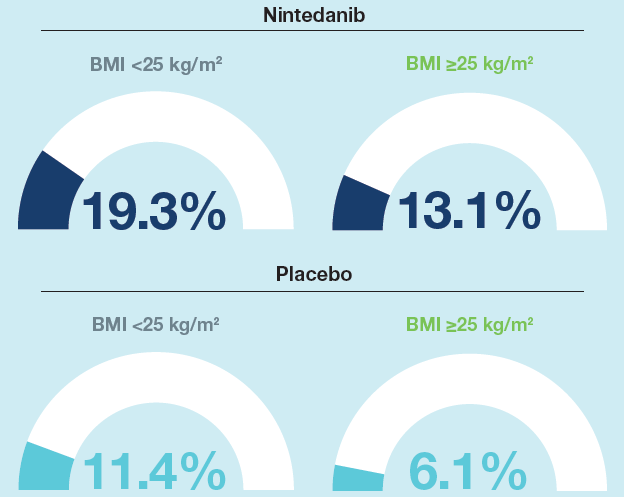 Nintedanib
BMI <25 kg/m² BMI ≥25 kg/m²
19.3% 13.1%
Placebo
BMI <25 kg/m² BMI ≥25 kg/m²
11.4% 6.1%